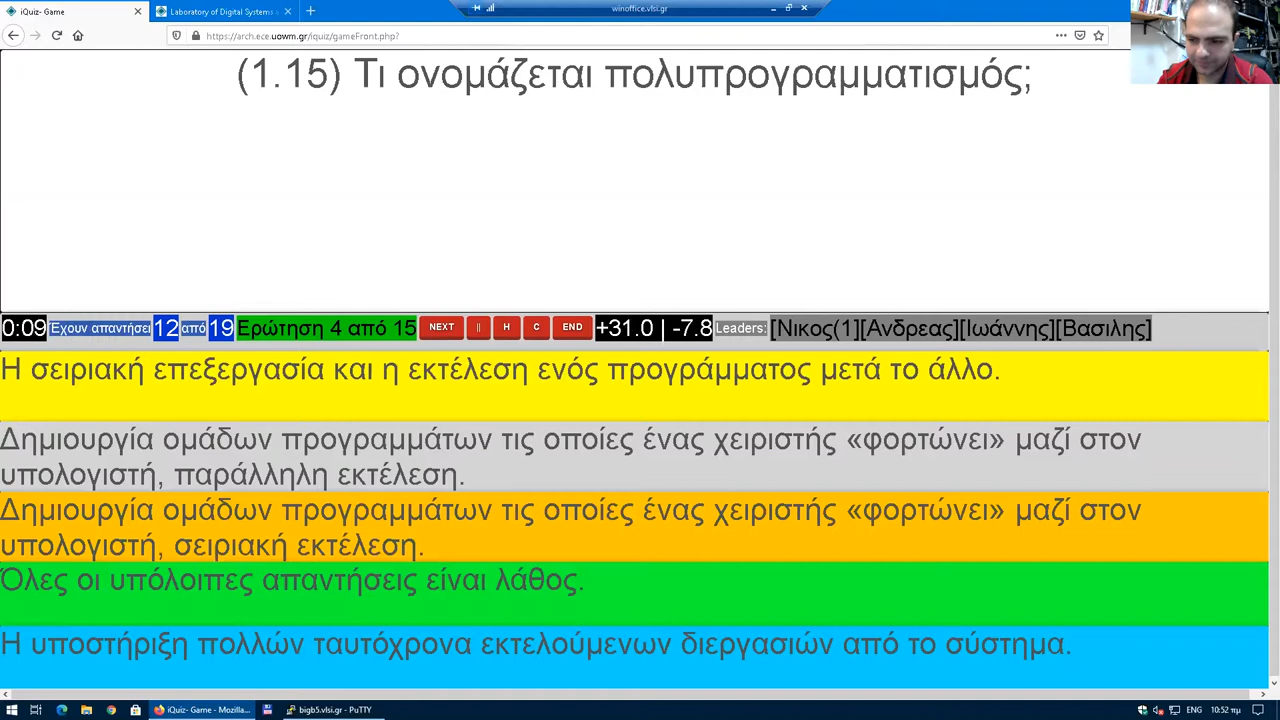 iQuiz- Game
Laboratory of Digital Systems
winoffice.vlsi.gr
https://arch.ece.uowm.gr/iquiz/gameFront.php?
(1.15) Τι ονομάζεται πολυπρογραμματισμός;
0:09 Έχουν απαντήσει 12 από 19 Ερώτηση 4 από 15 NEXT || H C END +31.0 | -7.8 Leaders: [Νικος(1][Ανδρεας][Ιωάννης][Βασιλης]
Η σειριακή επεξεργασία και η εκτέλεση ενός προγράμματος μετά το άλλο.
Δημιουργία ομάδων προγραμμάτων τις οποίες ένας χειριστής «φορτώνει» μαζί στον
υπολογιστή, παράλληλη εκτέλεση.
Δημιουργία ομάδων προγραμμάτων τις οποίες ένας χειριστής «φορτώνει» μαζί στον
υπολογιστή, σειριακή εκτέλεση.
Όλες οι υπόλοιπες απαντήσεις είναι λάθος.
Η υποστήριξη πολλών ταυτόχρονα εκτελούμενων διεργασιών από το σύστημα.
iQuiz- Game - Mozilla...
bigb5.vlsi.gr - PuTTY
ΠΕ
10:52 πμ